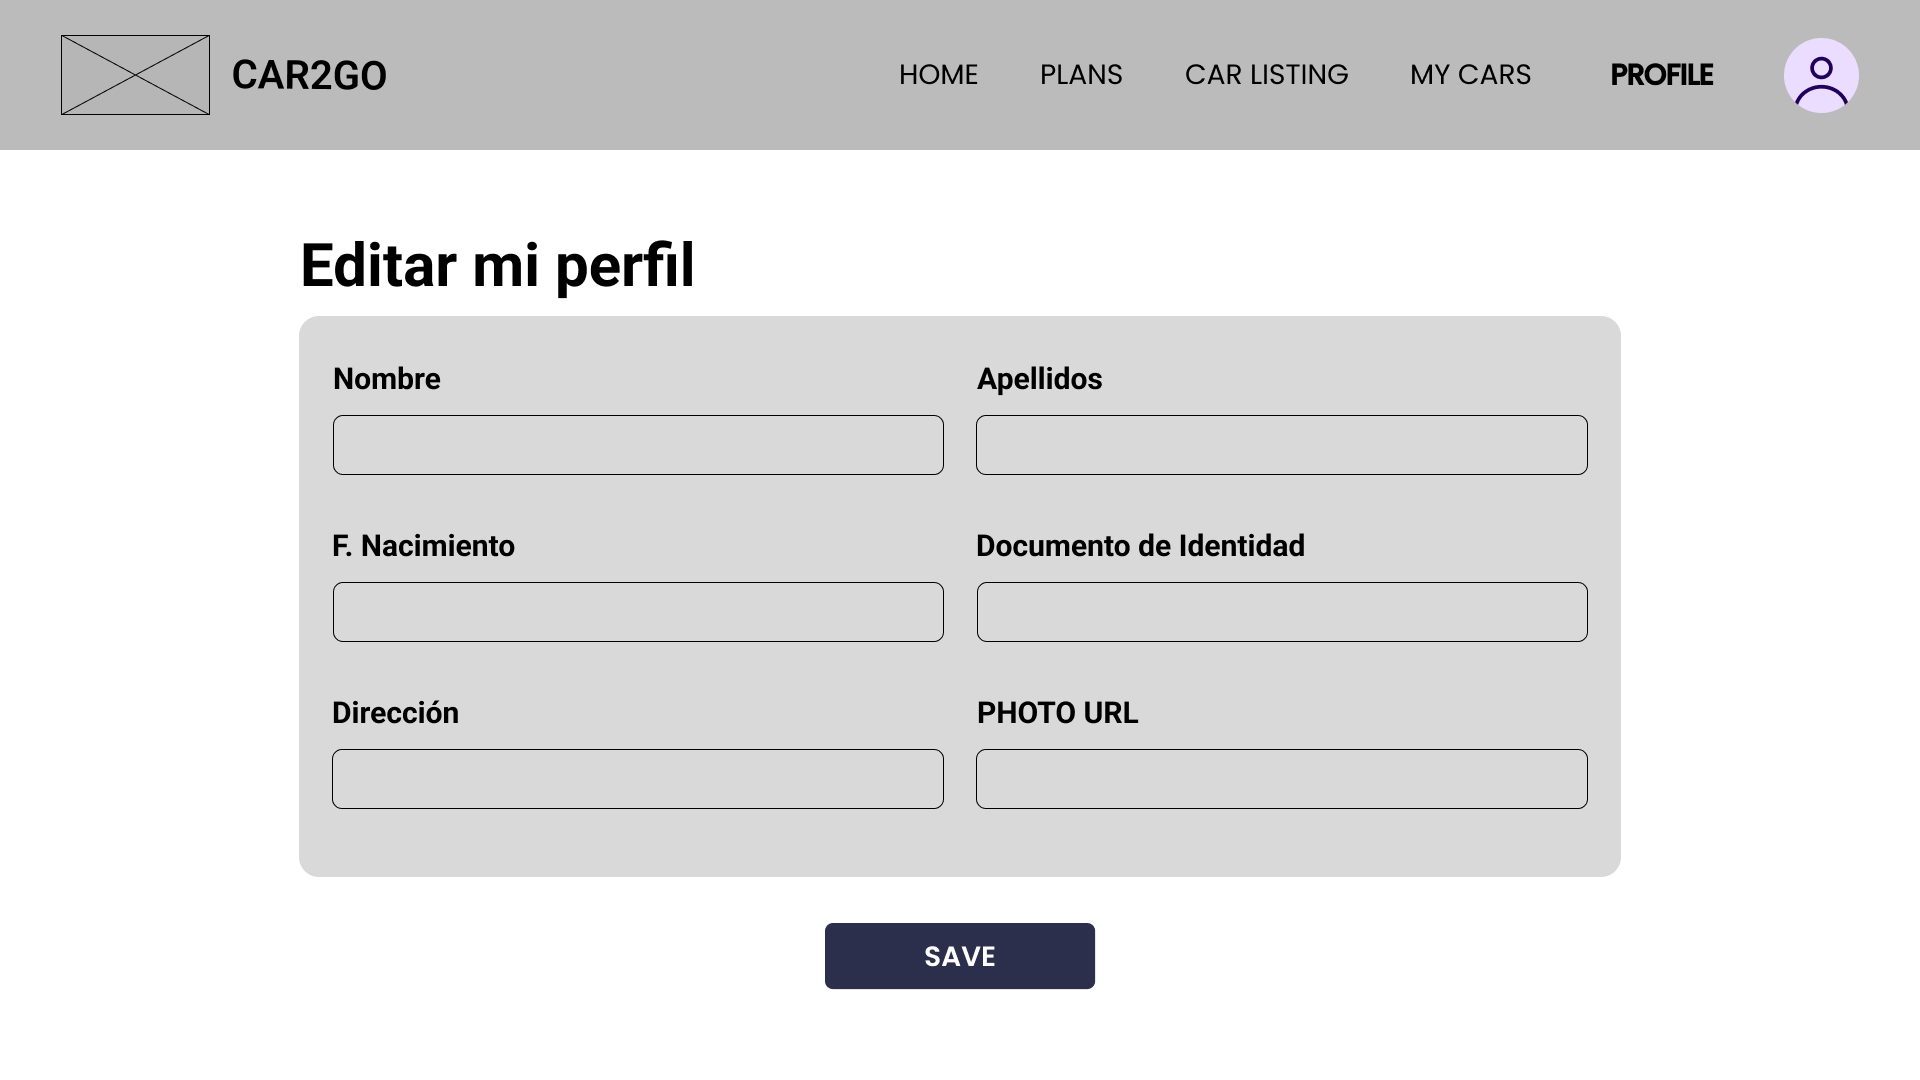 CAR2GO
HOME PLANS CAR LISTING MY CARS PROFILE
Editar mi perfil
Nombre Apellidos
F. Nacimiento Documento de Identidad
Dirección PHOTO URL
SAVE